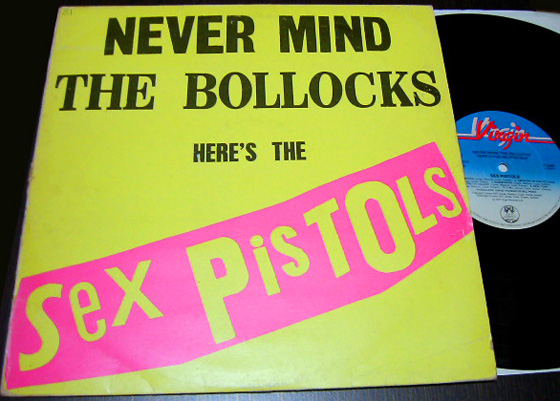 NEVER MIND
THE BOLLOCKS
HERE'S THE
SeX PiSTOLs
Virgin
SEX PISTOLS